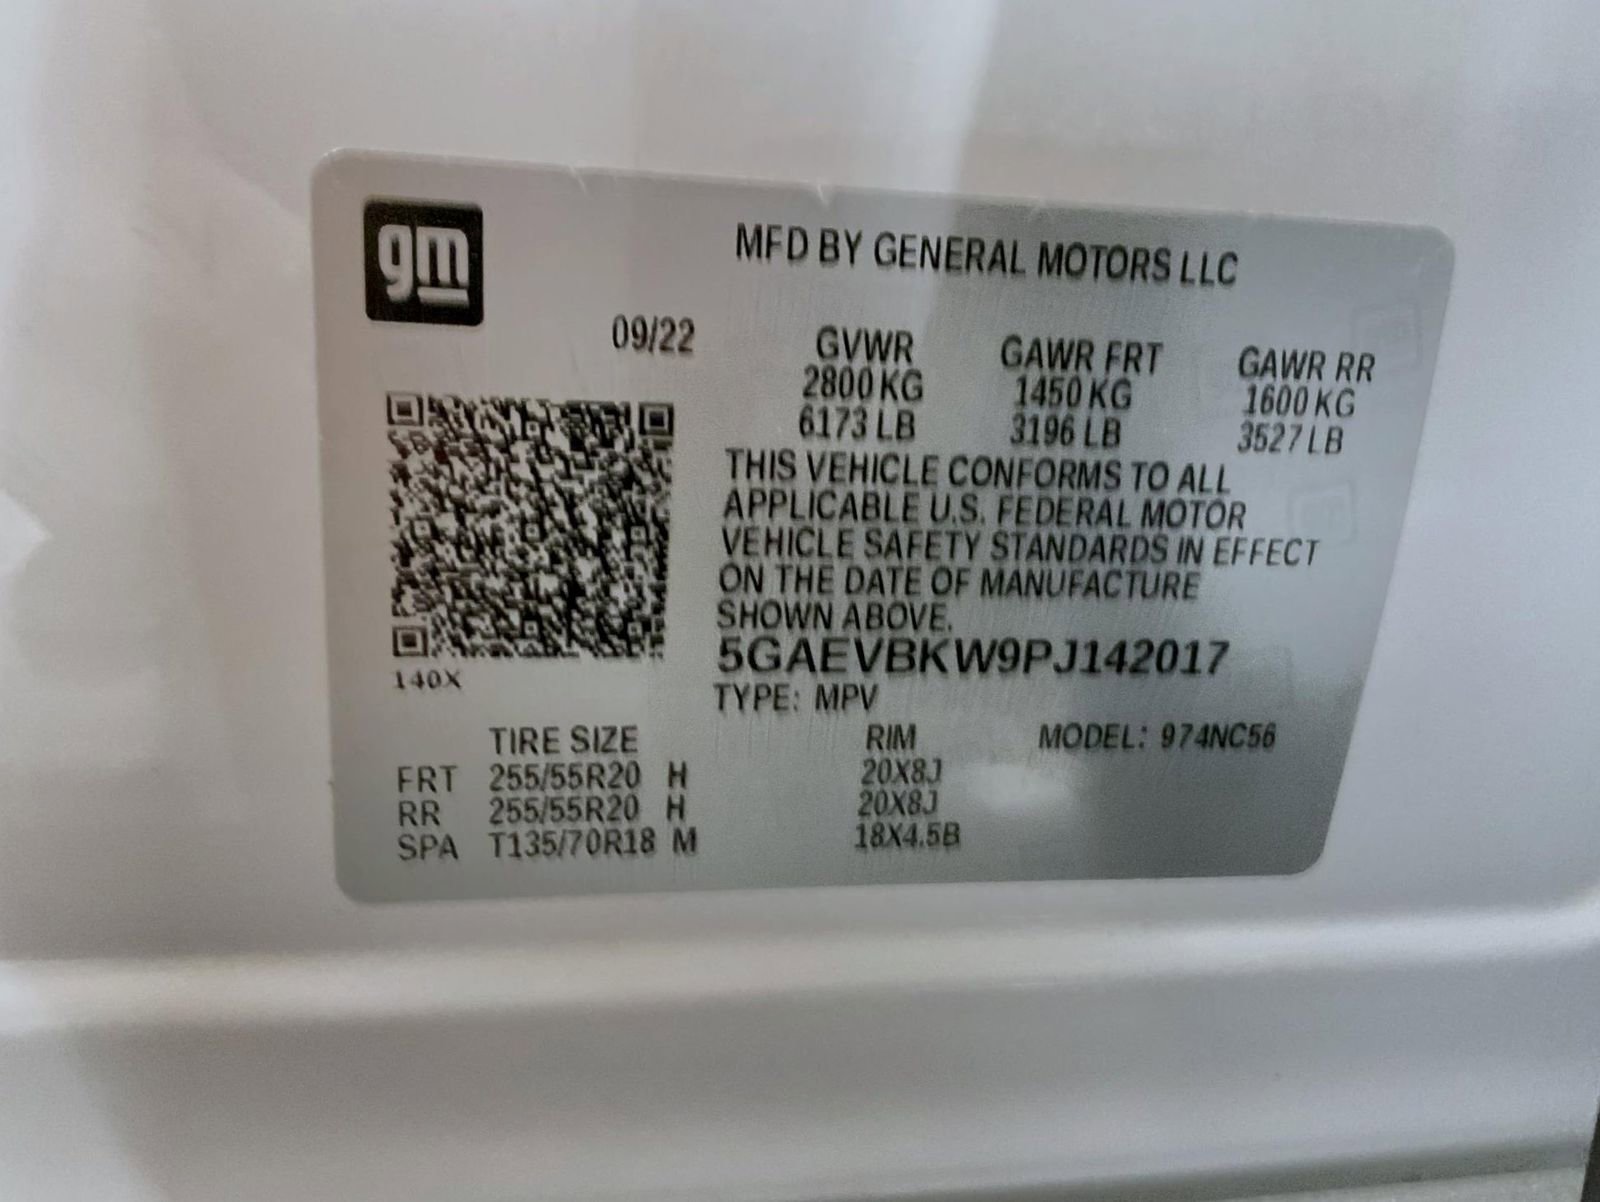 gm
MFD BY GENERAL MOTORS LLC
09/22
GVWR GAWR FRT GAWR RR
2800 KG 1450 KG 1600 KG
6173 LB 3196 LB 3527 LB
THIS VEHICLE CONFORMS TO ALL
APPLICABLE U.S. FEDERAL MOTOR
VEHICLE SAFETY STANDARDS IN EFFECT
ON THE DATE OF MANUFACTURE
SHOWN ABOVE.
5GAEVBKW9PJ142017
140X
TYPE: MPV
TIRE SIZE RIM MODEL: 974NC56
FRT 255/55R20 H 20X8J
RR 255/55R20 H 20X8J
SPA T135/70R18 M 18X4.5B